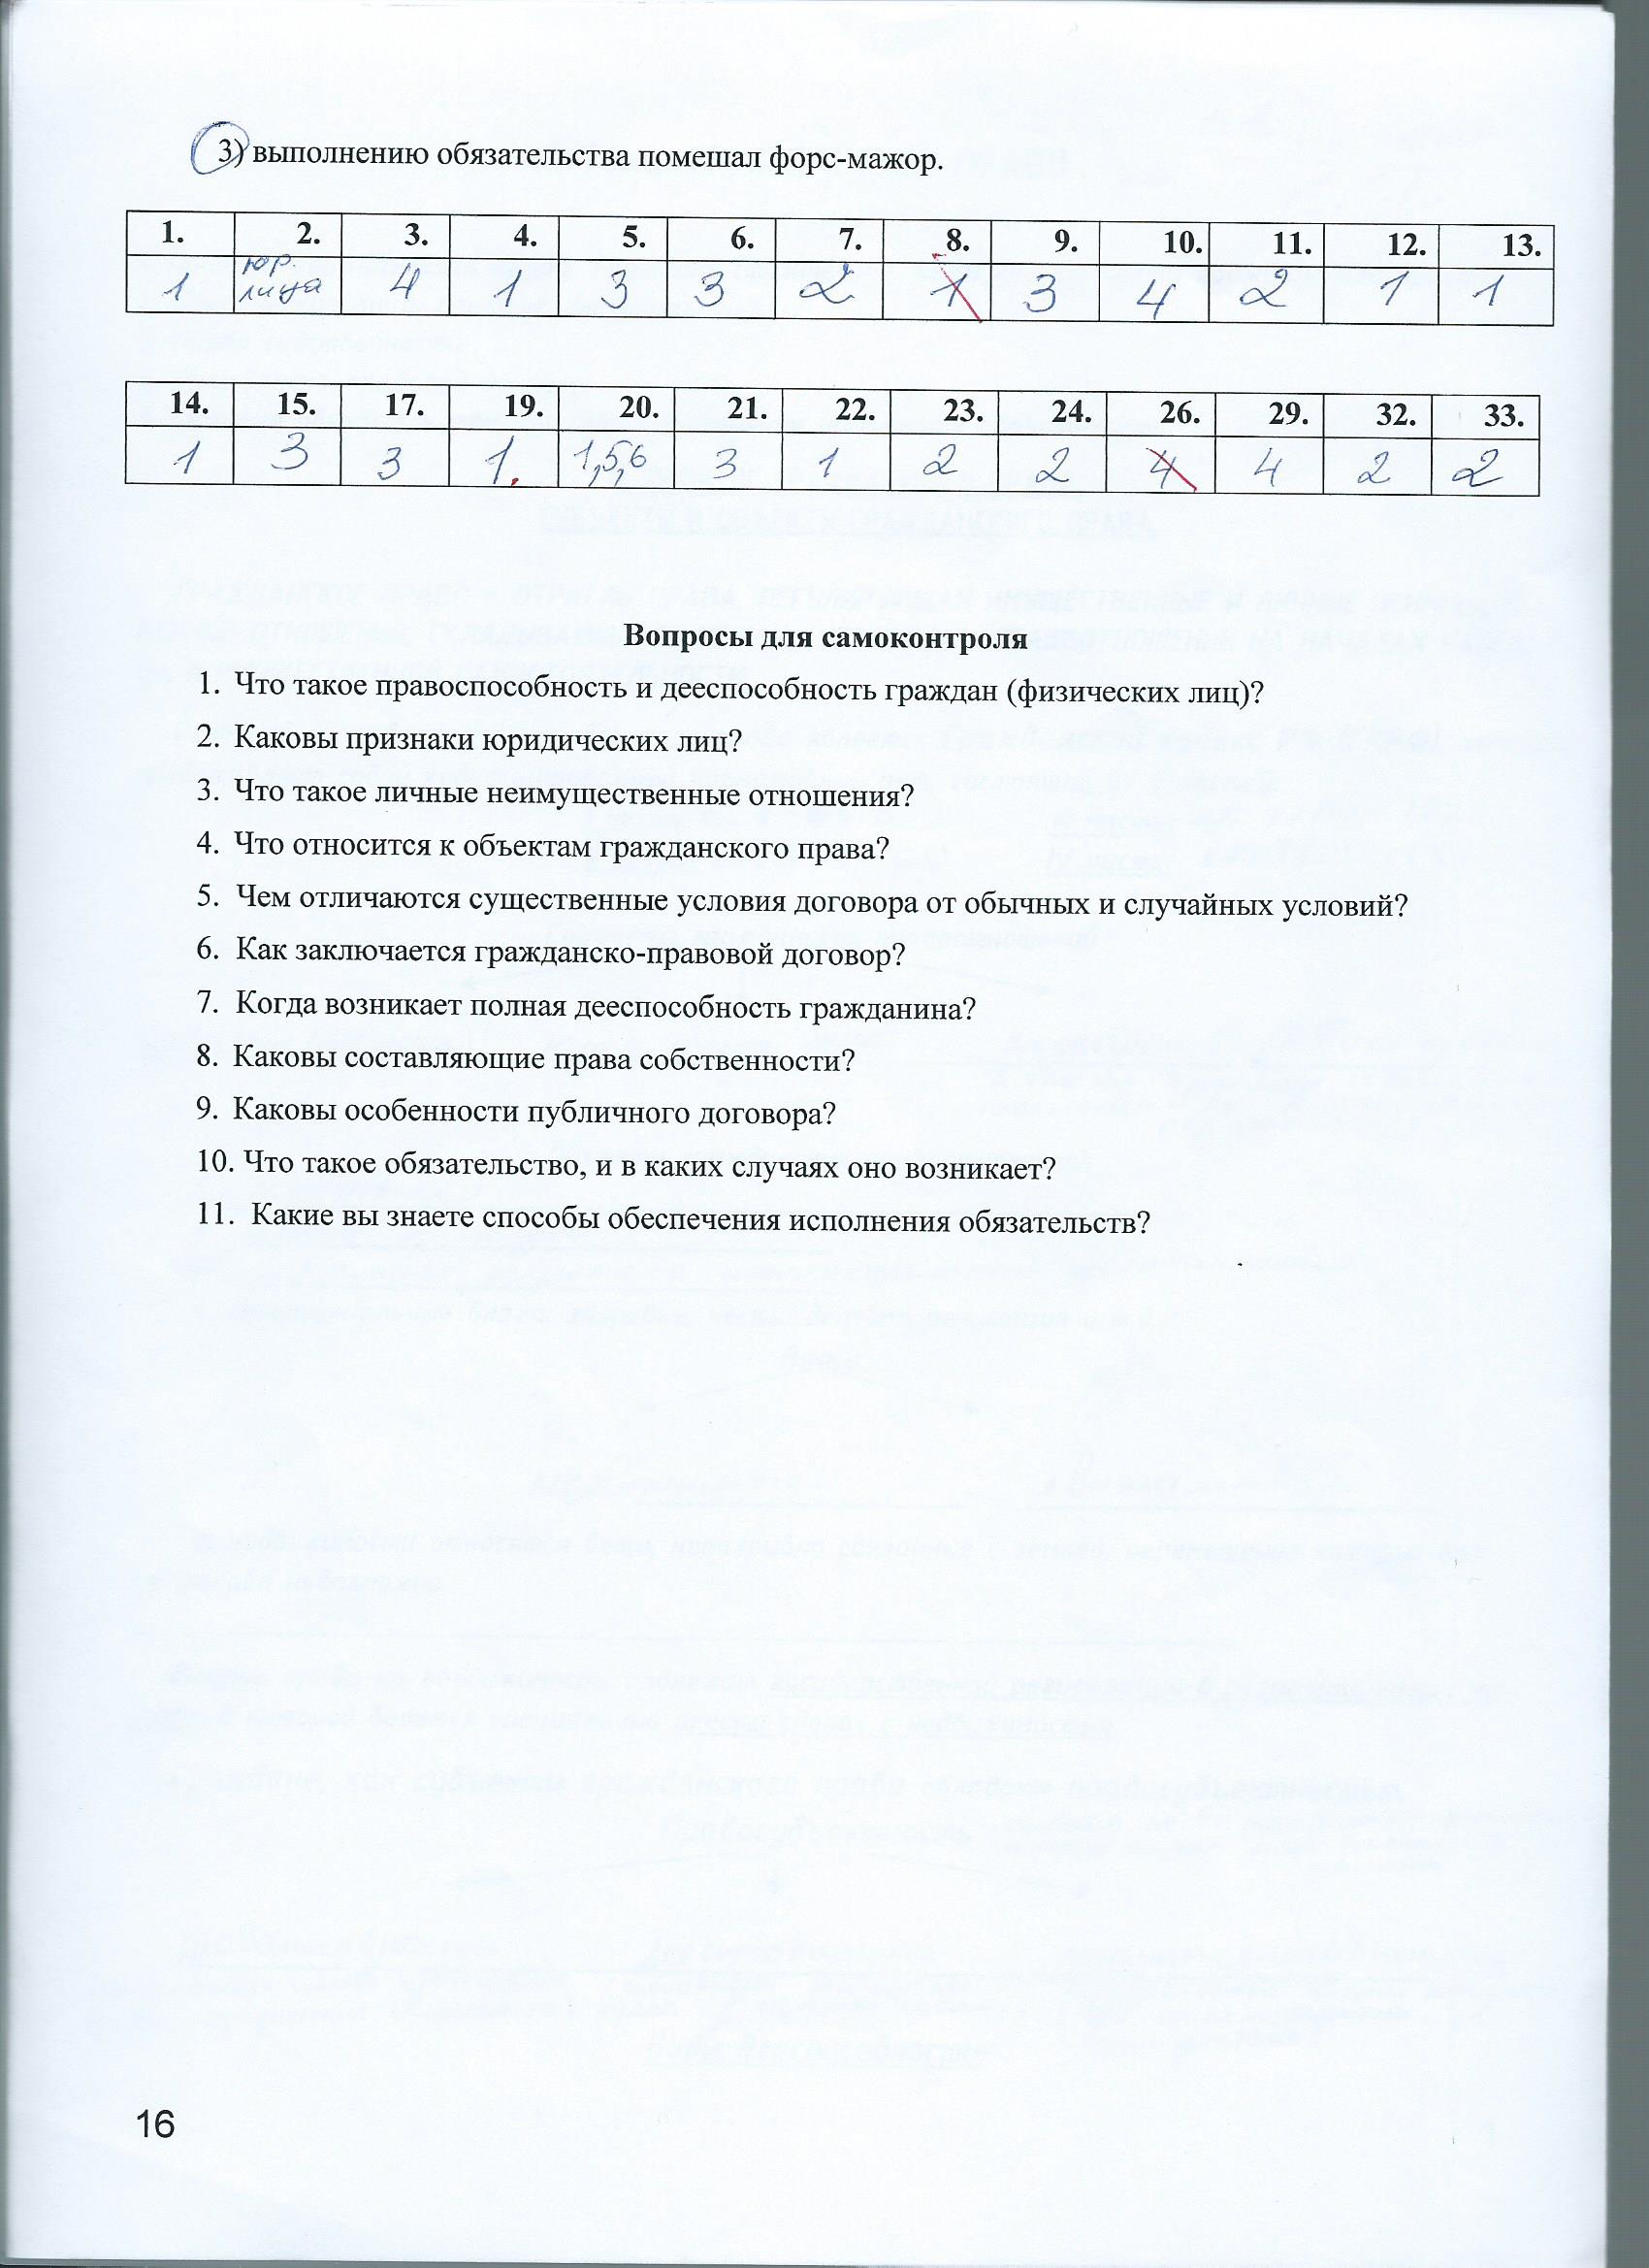 3) выполнению обязательства помешал форс-мажор.
1. 2. 3. 4. 5. 6. 7. 8. 9. 10. 11. 12. 13.
1 юр. лица 4 1 3 3 2 1 3 4 2 1 1
14. 15. 17. 19. 20. 21. 22. 23. 24. 26. 29. 32. 33.
1 3 3 1. 1,5,6 3 1 2 2 4 4 2 2
Вопросы для самоконтроля
1. Что такое правоспособность и дееспособность граждан (физических лиц)?
2. Каковы признаки юридических лиц?
3. Что такое личные неимущественные отношения?
4. Что относится к объектам гражданского права?
5. Чем отличаются существенные условия договора от обычных и случайных условий?
6. Как заключается гражданско-правовой договор?
7. Когда возникает полная дееспособность гражданина?
8. Каковы составляющие права собственности?
9. Каковы особенности публичного договора?
10. Что такое обязательство, и в каких случаях оно возникает?
11. Какие вы знаете способы обеспечения исполнения обязательств?
16